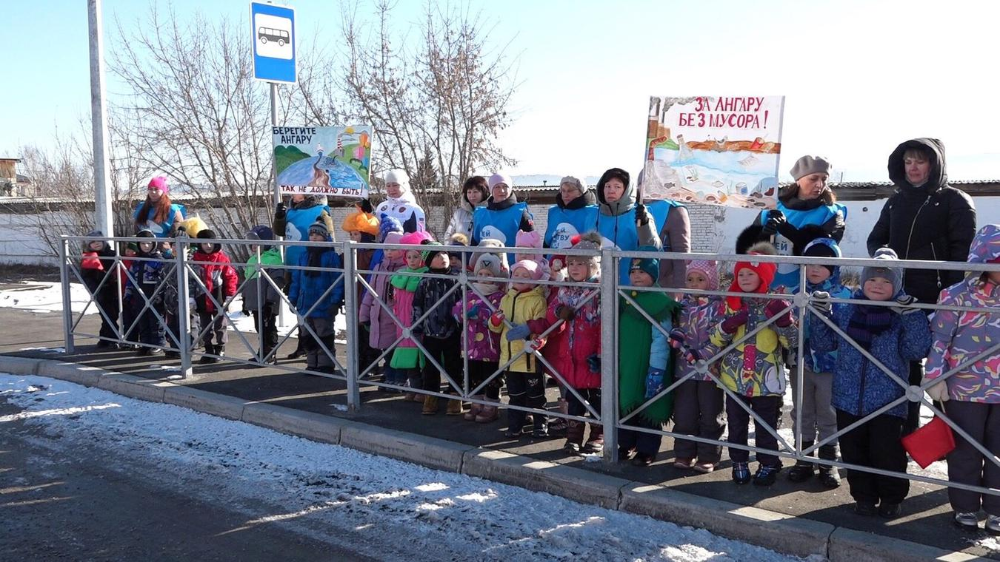 БЕРЕГИТЕ
АНГАРУ
ТАК НЕ ДОЛЖНО БЫТЬ!
ЗА АНГАРУ
БЕЗ МУСОРА!